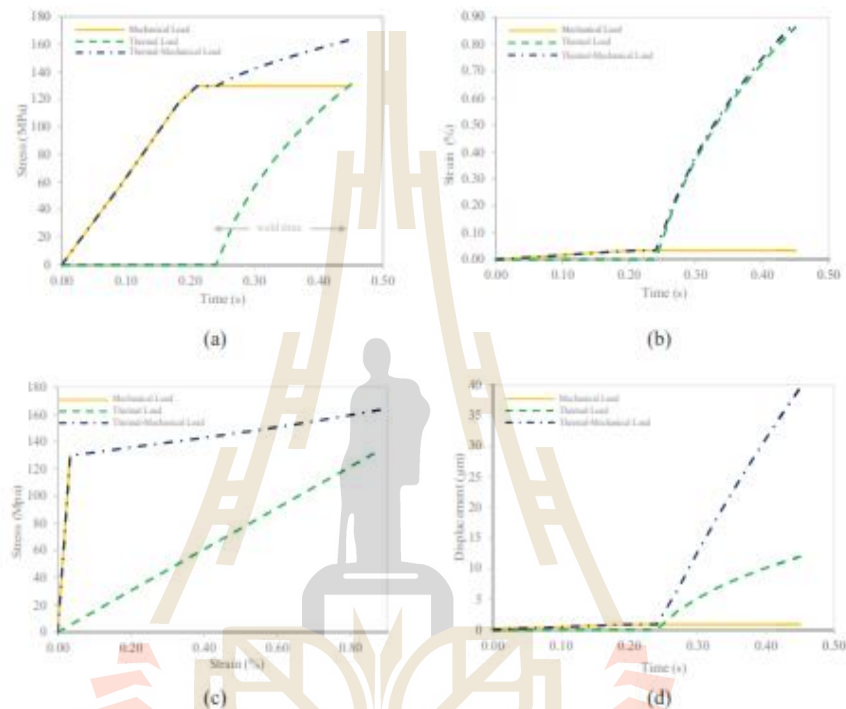 180
160
140
120
100
80
60
40
20
0
Stress (MPa)
Mechanical Load
Thermal Load
Thermal-Mechanical Load
weld time
0.00 0.10 0.20 0.30 0.40 0.50
Time (s)
(a)
0.90
0.80
0.70
0.60
0.50
0.40
0.30
0.20
0.10
0.00
Strain (%)
Mechanical Load
Thermal Load
Thermal-Mechanical Load
0.00 0.10 0.20 0.30 0.40 0.50
Time (s)
(b)
180
160
140
120
100
80
60
40
20
0
Stress (Mpa)
Mechanical Load
Thermal Load
Thermal-Mechanical Load
0.00 0.20 0.40 0.60 0.80
Strain (%)
(c)
40
35
30
25
20
15
10
5
0
Displacement (µm)
Mechanical Load
Thermal Load
Thermal-Mechanical Load
0.00 0.10 0.20 0.30 0.40 0.50
Time (s)
(d)